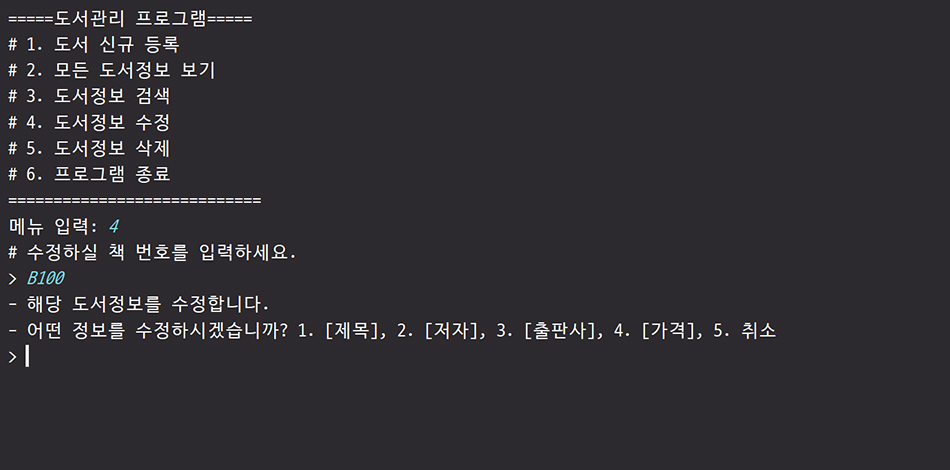 =====도서관리 프로그램=====
# 1. 도서 신규 등록
# 2. 모든 도서정보 보기
# 3. 도서정보 검색
# 4. 도서정보 수정
# 5. 도서정보 삭제
# 6. 프로그램 종료
============================
메뉴 입력: 4
# 수정하실 책 번호를 입력하세요.
> B100
- 해당 도서정보를 수정합니다.
- 어떤 정보를 수정하시겠습니까? 1. [제목], 2. [저자], 3. [출판사], 4. [가격], 5. 취소
>